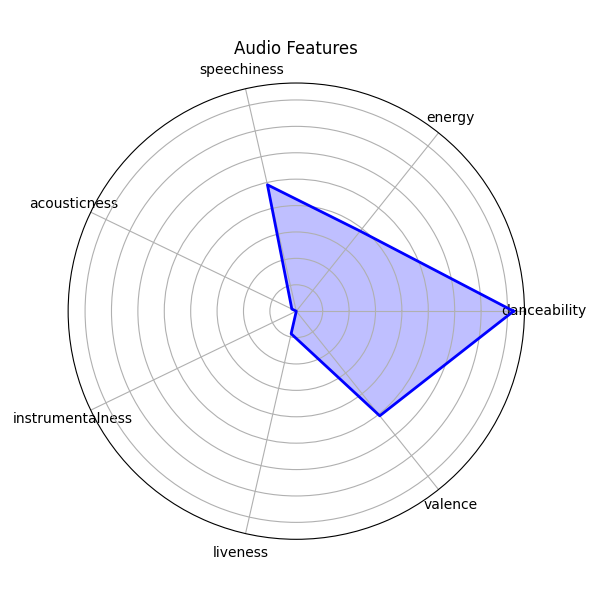 Audio Features
speechiness
energy
acousticness
danceability
instrumentalness
valence
liveness